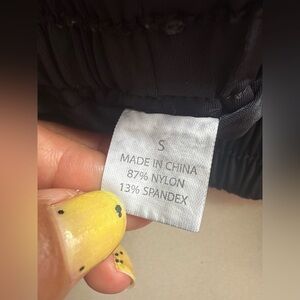 S
MADE IN CHINA
87% NYLON
13% SPANDEX